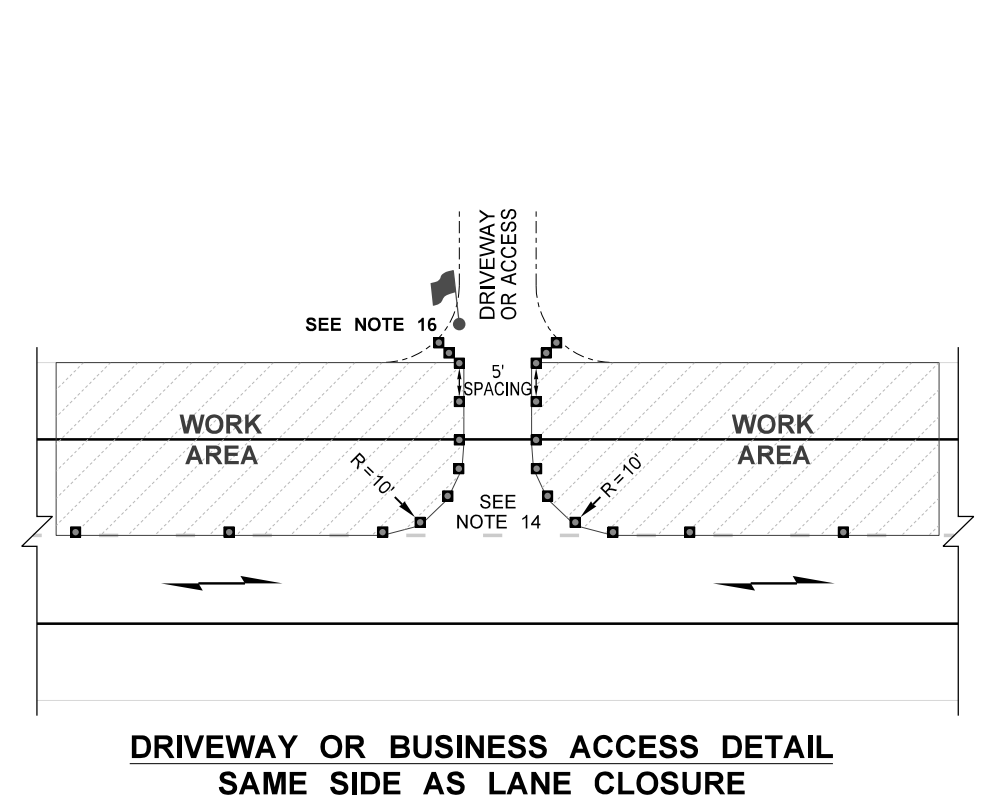 DRIVEWAY
OR ACCESS
SEE NOTE 16
5'
SPACING
WORK
AREA
WORK
AREA
R=10'
R=10'
SEE
NOTE 14
DRIVEWAY OR BUSINESS ACCESS DETAIL
SAME SIDE AS LANE CLOSURE